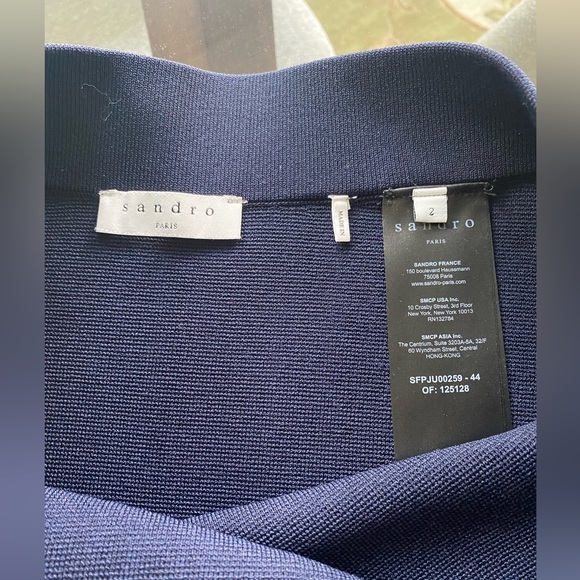 sandro
PARIS
MADE IN
2
sandro
PARIS
SANDRO FRANCE
150 boulevard Haussmann
75008 Paris
www.sandro-paris.com
SMCP USA Inc.
10 Crosby Street, 3rd Floor
New York, New York 10013
RN132784
SMCP ASIA Inc.
The Centrium, Suite 3203A-5A, 32/F
60 Wyndham Street, Central
HONG-KONG
SFPJU00259 - 44
OF: 125128